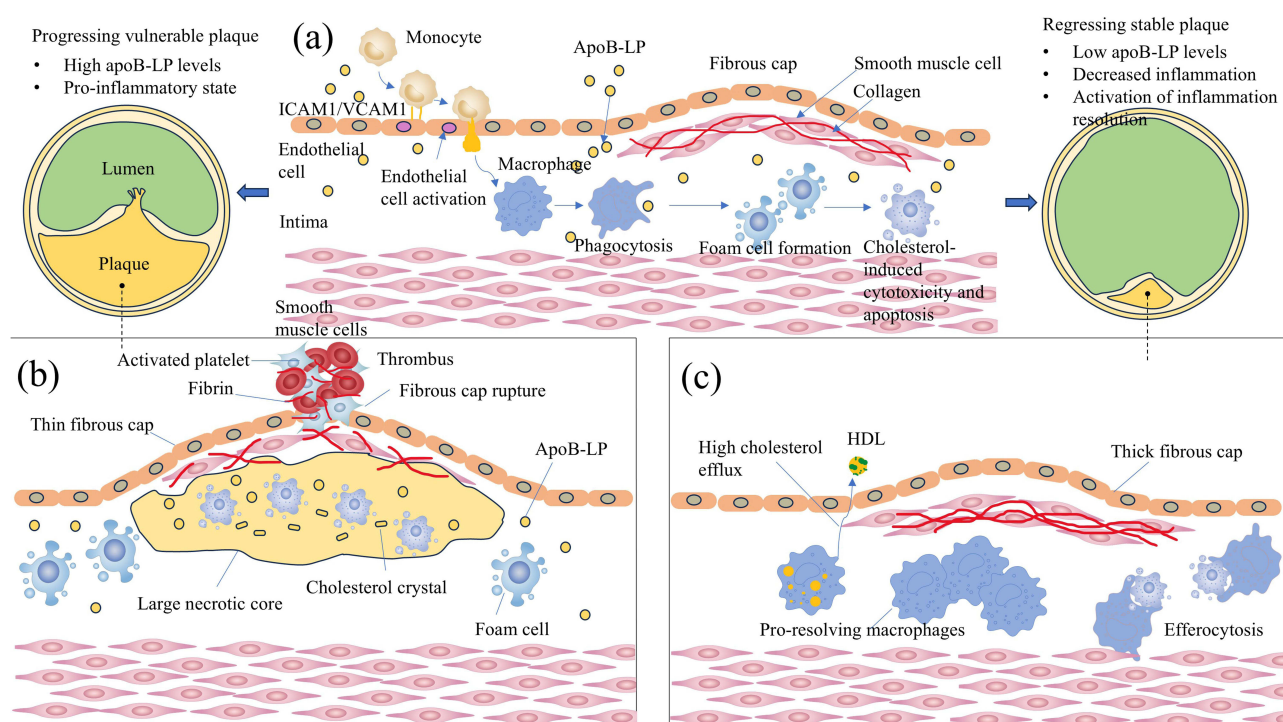 Progressing vulnerable plaque
• High apoB-LP levels
• Pro-inflammatory state
Lumen
Plaque
(a)
Monocyte
ICAM1/VCAM1
Endothelial
cell
Endothelial
cell activation
Intima
Macrophage
ApoB-LP
Phagocytosis
Fibrous cap
Smooth muscle cell
Collagen
Foam cell formation
Cholesterol-
induced
cytotoxicity and
apoptosis
Smooth
muscle cells
Regressing stable plaque
• Low apoB-LP levels
• Decreased inflammation
• Activation of inflammation
resolution
(b)
Activated platelet
Thrombus
Fibrin
Fibrous cap rupture
Thin fibrous cap
ApoB-LP
Large necrotic core
Cholesterol crystal
Foam cell
(c)
High cholesterol
efflux
HDL
Thick fibrous cap
Pro-resolving macrophages
Efferocytosis